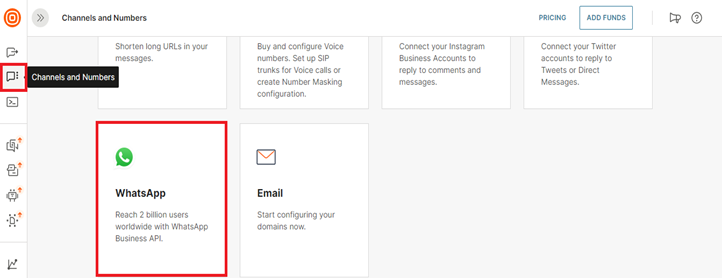 Channels and Numbers
PRICING
ADD FUNDS
Channels and Numbers
Shorten long URLs in your
messages.
Buy and configure Voice
numbers. Set up SIP
trunks for Voice calls or
create Number Masking
configuration.
Connect your Instagram
Business Accounts to
reply to comments and
messages.
Connect your Twitter
accounts to reply to
Tweets or Direct
Messages.
WhatsApp
Reach 2 billion users
worldwide with WhatsApp
Business API.
Email
Start configuring your
domains now.